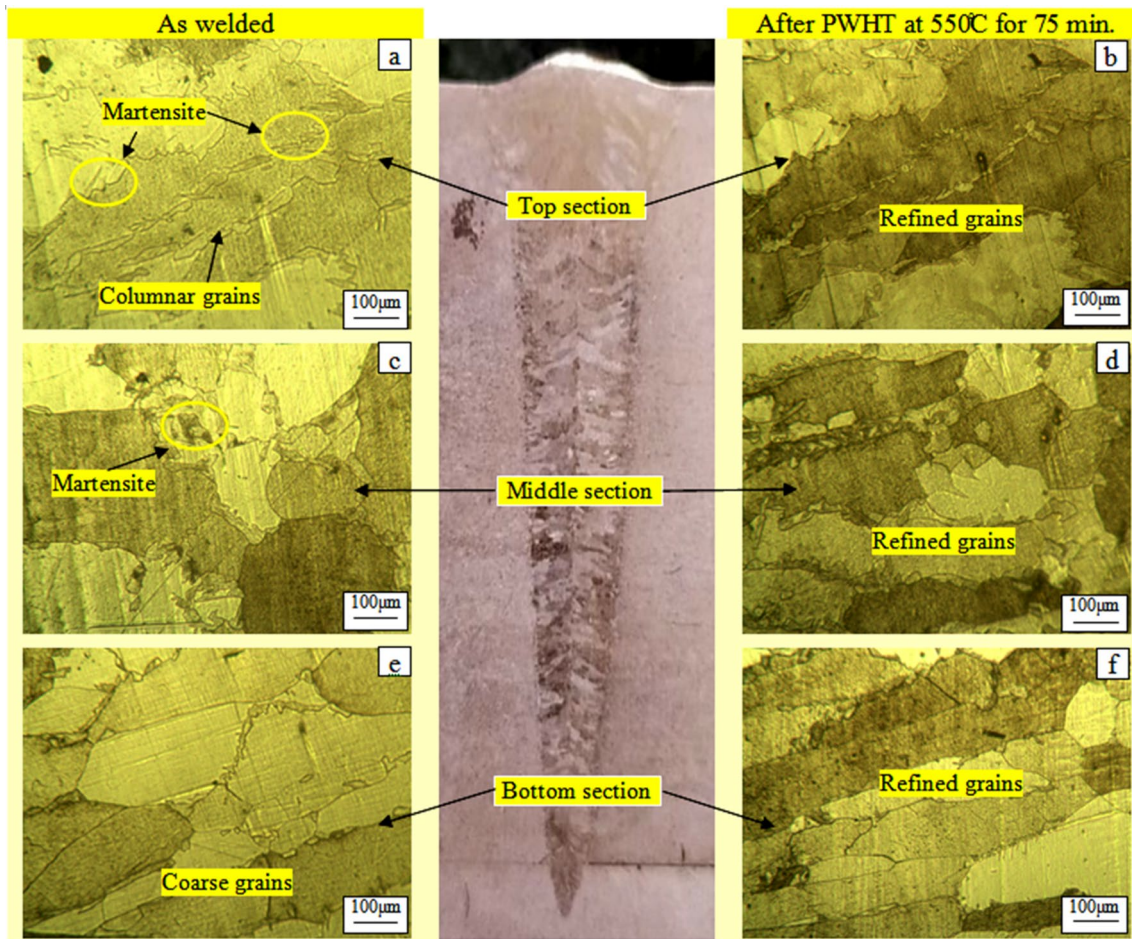 As welded
After PWHT at 550°C for 75 min.
a
Martensite
Columnar grains
100μm
Top section
b
Refined grains
100μm
c
Martensite
100μm
Middle section
d
Refined grains
100μm
e
Coarse grains
100μm
Bottom section
f
Refined grains
100μm